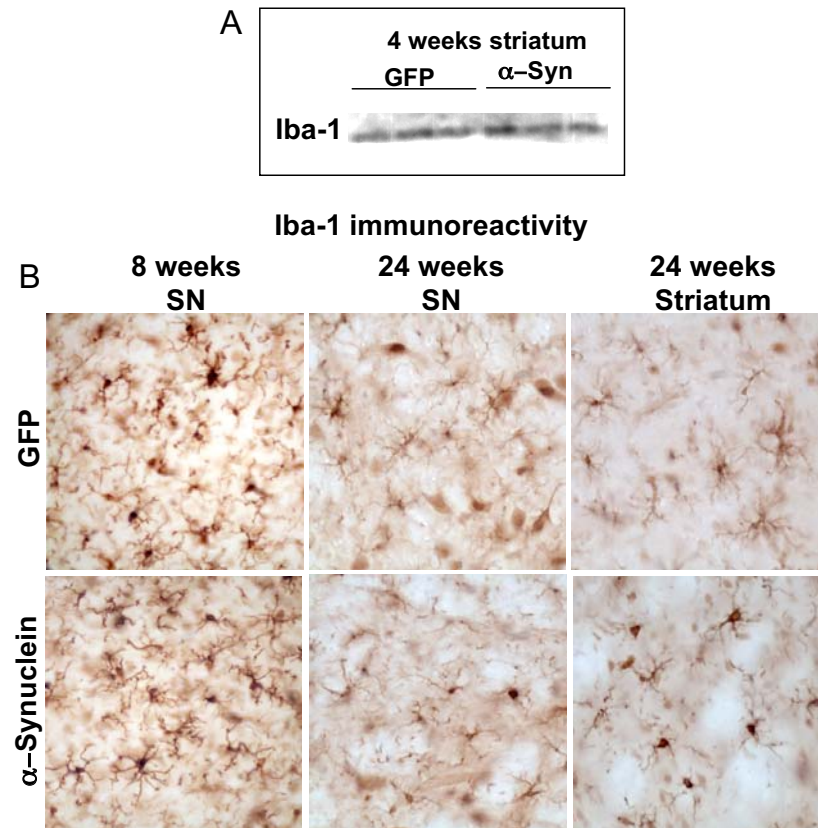 A
4 weeks striatum
GFP α–Syn
Iba-1
Iba-1 immunoreactivity
B
8 weeks 24 weeks 24 weeks
SN SN Striatum
GFP
α–Synuclein